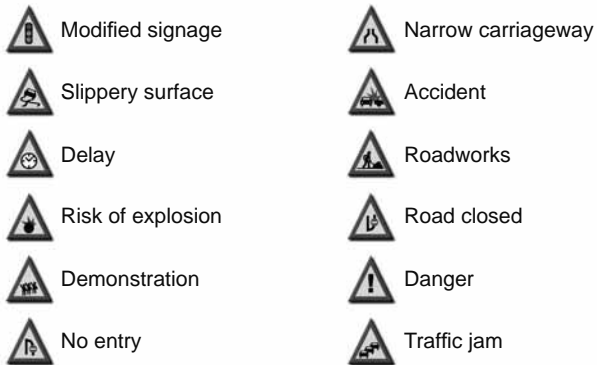 Modified signage
Narrow carriageway
Slippery surface
Accident
Delay
Roadworks
Risk of explosion
Road closed
Demonstration
Danger
No entry
Traffic jam